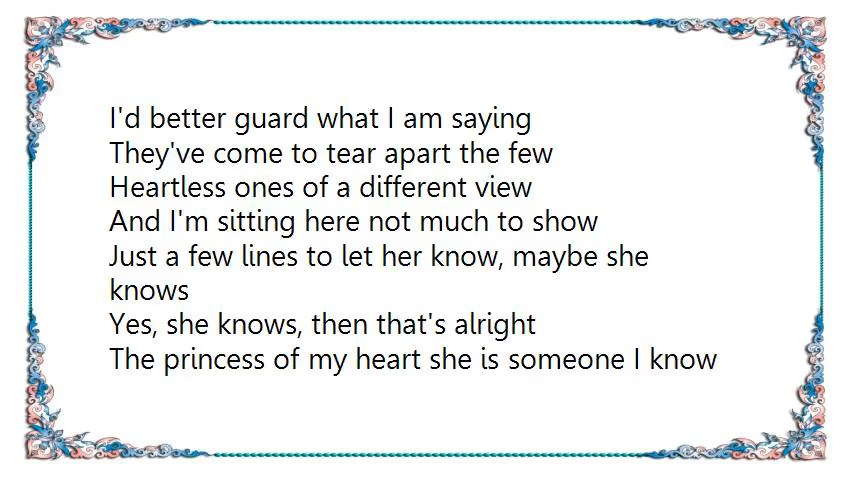 I'd better guard what I am saying
They've come to tear apart the few
Heartless ones of a different view
And I'm sitting here not much to show
Just a few lines to let her know, maybe she
knows
Yes, she knows, then that's alright
The princess of my heart she is someone I know